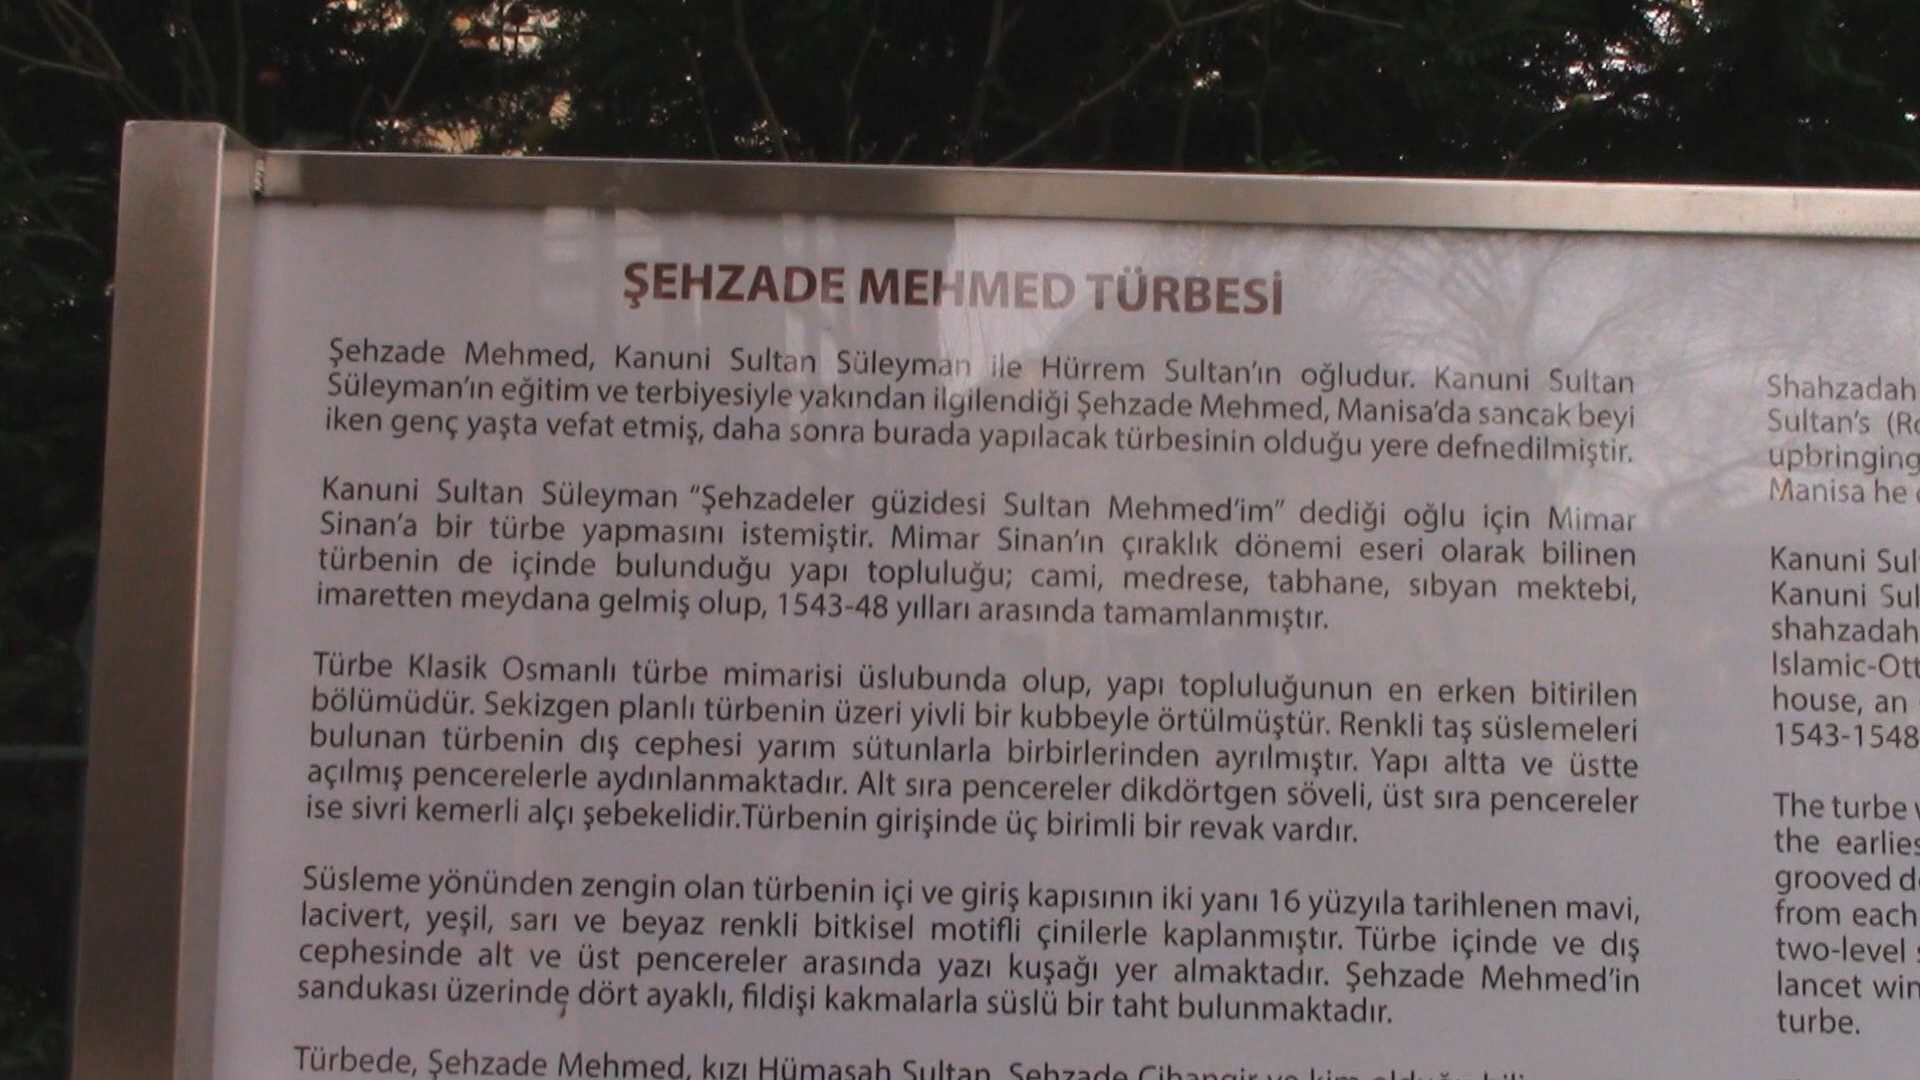 ŞEHZADE MEHMED TÜRBESİ
Şehzade Mehmed, Kanuni Sultan Süleyman ile Hürrem Sultan'ın oğludur. Kanuni Sultan
Süleyman'ın eğitim ve terbiyesiyle yakından ilgilendiği Şehzade Mehmed, Manisa'da sancak beyi
iken genç yaşta vefat etmiş, daha sonra burada yapılacak türbesinin olduğu yere defnedilmiştir.
Kanuni Sultan Süleyman "Şehzadeler güzidesi Sultan Mehmed'im" dediği oğlu için Mimar
Sinan'a bir türbe yapmasını istemiştir. Mimar Sinan'ın çıraklık dönemi eseri olarak bilinen
türbenin de içinde bulunduğu yapı topluluğu; cami, medrese, tabhane, sıbyan mektebi,
imaretten meydana gelmiş olup, 1543-48 yılları arasında tamamlanmıştır.
Türbe Klasik Osmanlı türbe mimarisi üslubunda olup, yapı topluluğunun en erken bitirilen
bölümüdür. Sekizgen planlı türbenin üzeri yivli bir kubbeyle örtülmüştür. Renkli taş süslemeleri
bulunan türbenin dış cephesi yarım sütunlarla birbirlerinden ayrılmıştır. Yapı altta ve üstte
açılmış pencerelerle aydınlanmaktadır. Alt sıra pencereler dikdörtgen söveli, üst sıra pencereler
ise sivri kemerli alçı şebekelidir.Türbenin girişinde üç birimli bir revak vardır.
Süsleme yönünden zengin olan türbenin içi ve giriş kapısının iki yanı 16 yüzyıla tarihlenen mavi,
lacivert, yeşil, sarı ve beyaz renkli bitkisel motifli çinilerle kaplanmıştır. Türbe içinde ve dış
cephesinde alt ve üst pencereler arasında yazı kuşağı yer almaktadır. Şehzade Mehmed'in
sandukası üzerinde dört ayaklı, fildişi kakmalarla süslü bir taht bulunmaktadır.
Türbede, Şehzade Mehmed, kızı Hümaşah Sultan, Şehzade Cihangir ve kim olduğu
Shahzadah
Sultan's
upbringing
Manisa he
Kanuni
Kanuni
shahzadah
house, an
1543-1548
The turbe
the
grooved
from each
two-level
lancet
turbe.